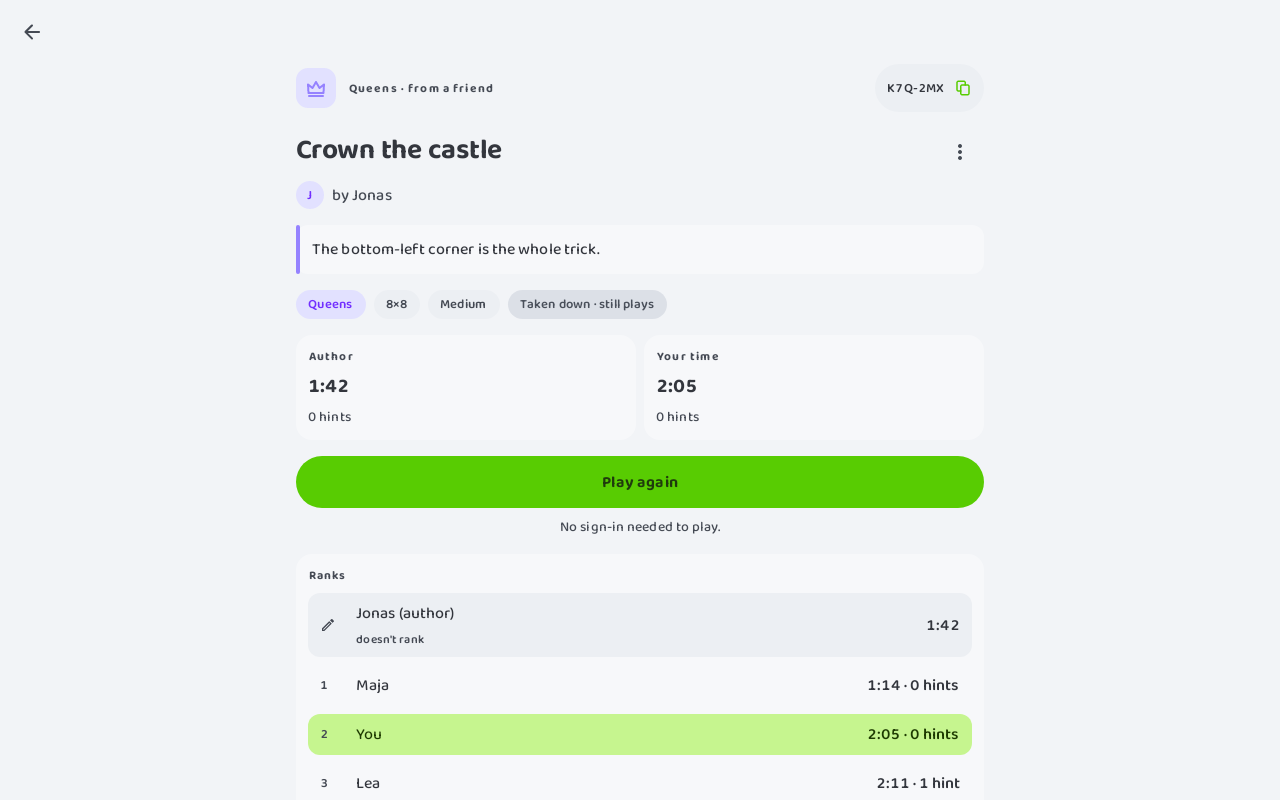 Queens · from a friend
K7Q-2MX
Crown the castle
J
by Jonas
The bottom-left corner is the whole trick.
Queens
8×8
Medium
Taken down · still plays
Author
1:42
0 hints
Your time
2:05
0 hints
Play again
No sign-in needed to play.
Ranks
Jonas (author)
doesn't rank
1:42
1 Maja 1:14 · 0 hints
2 You 2:05 · 0 hints
3 Lea 2:11 · 1 hint